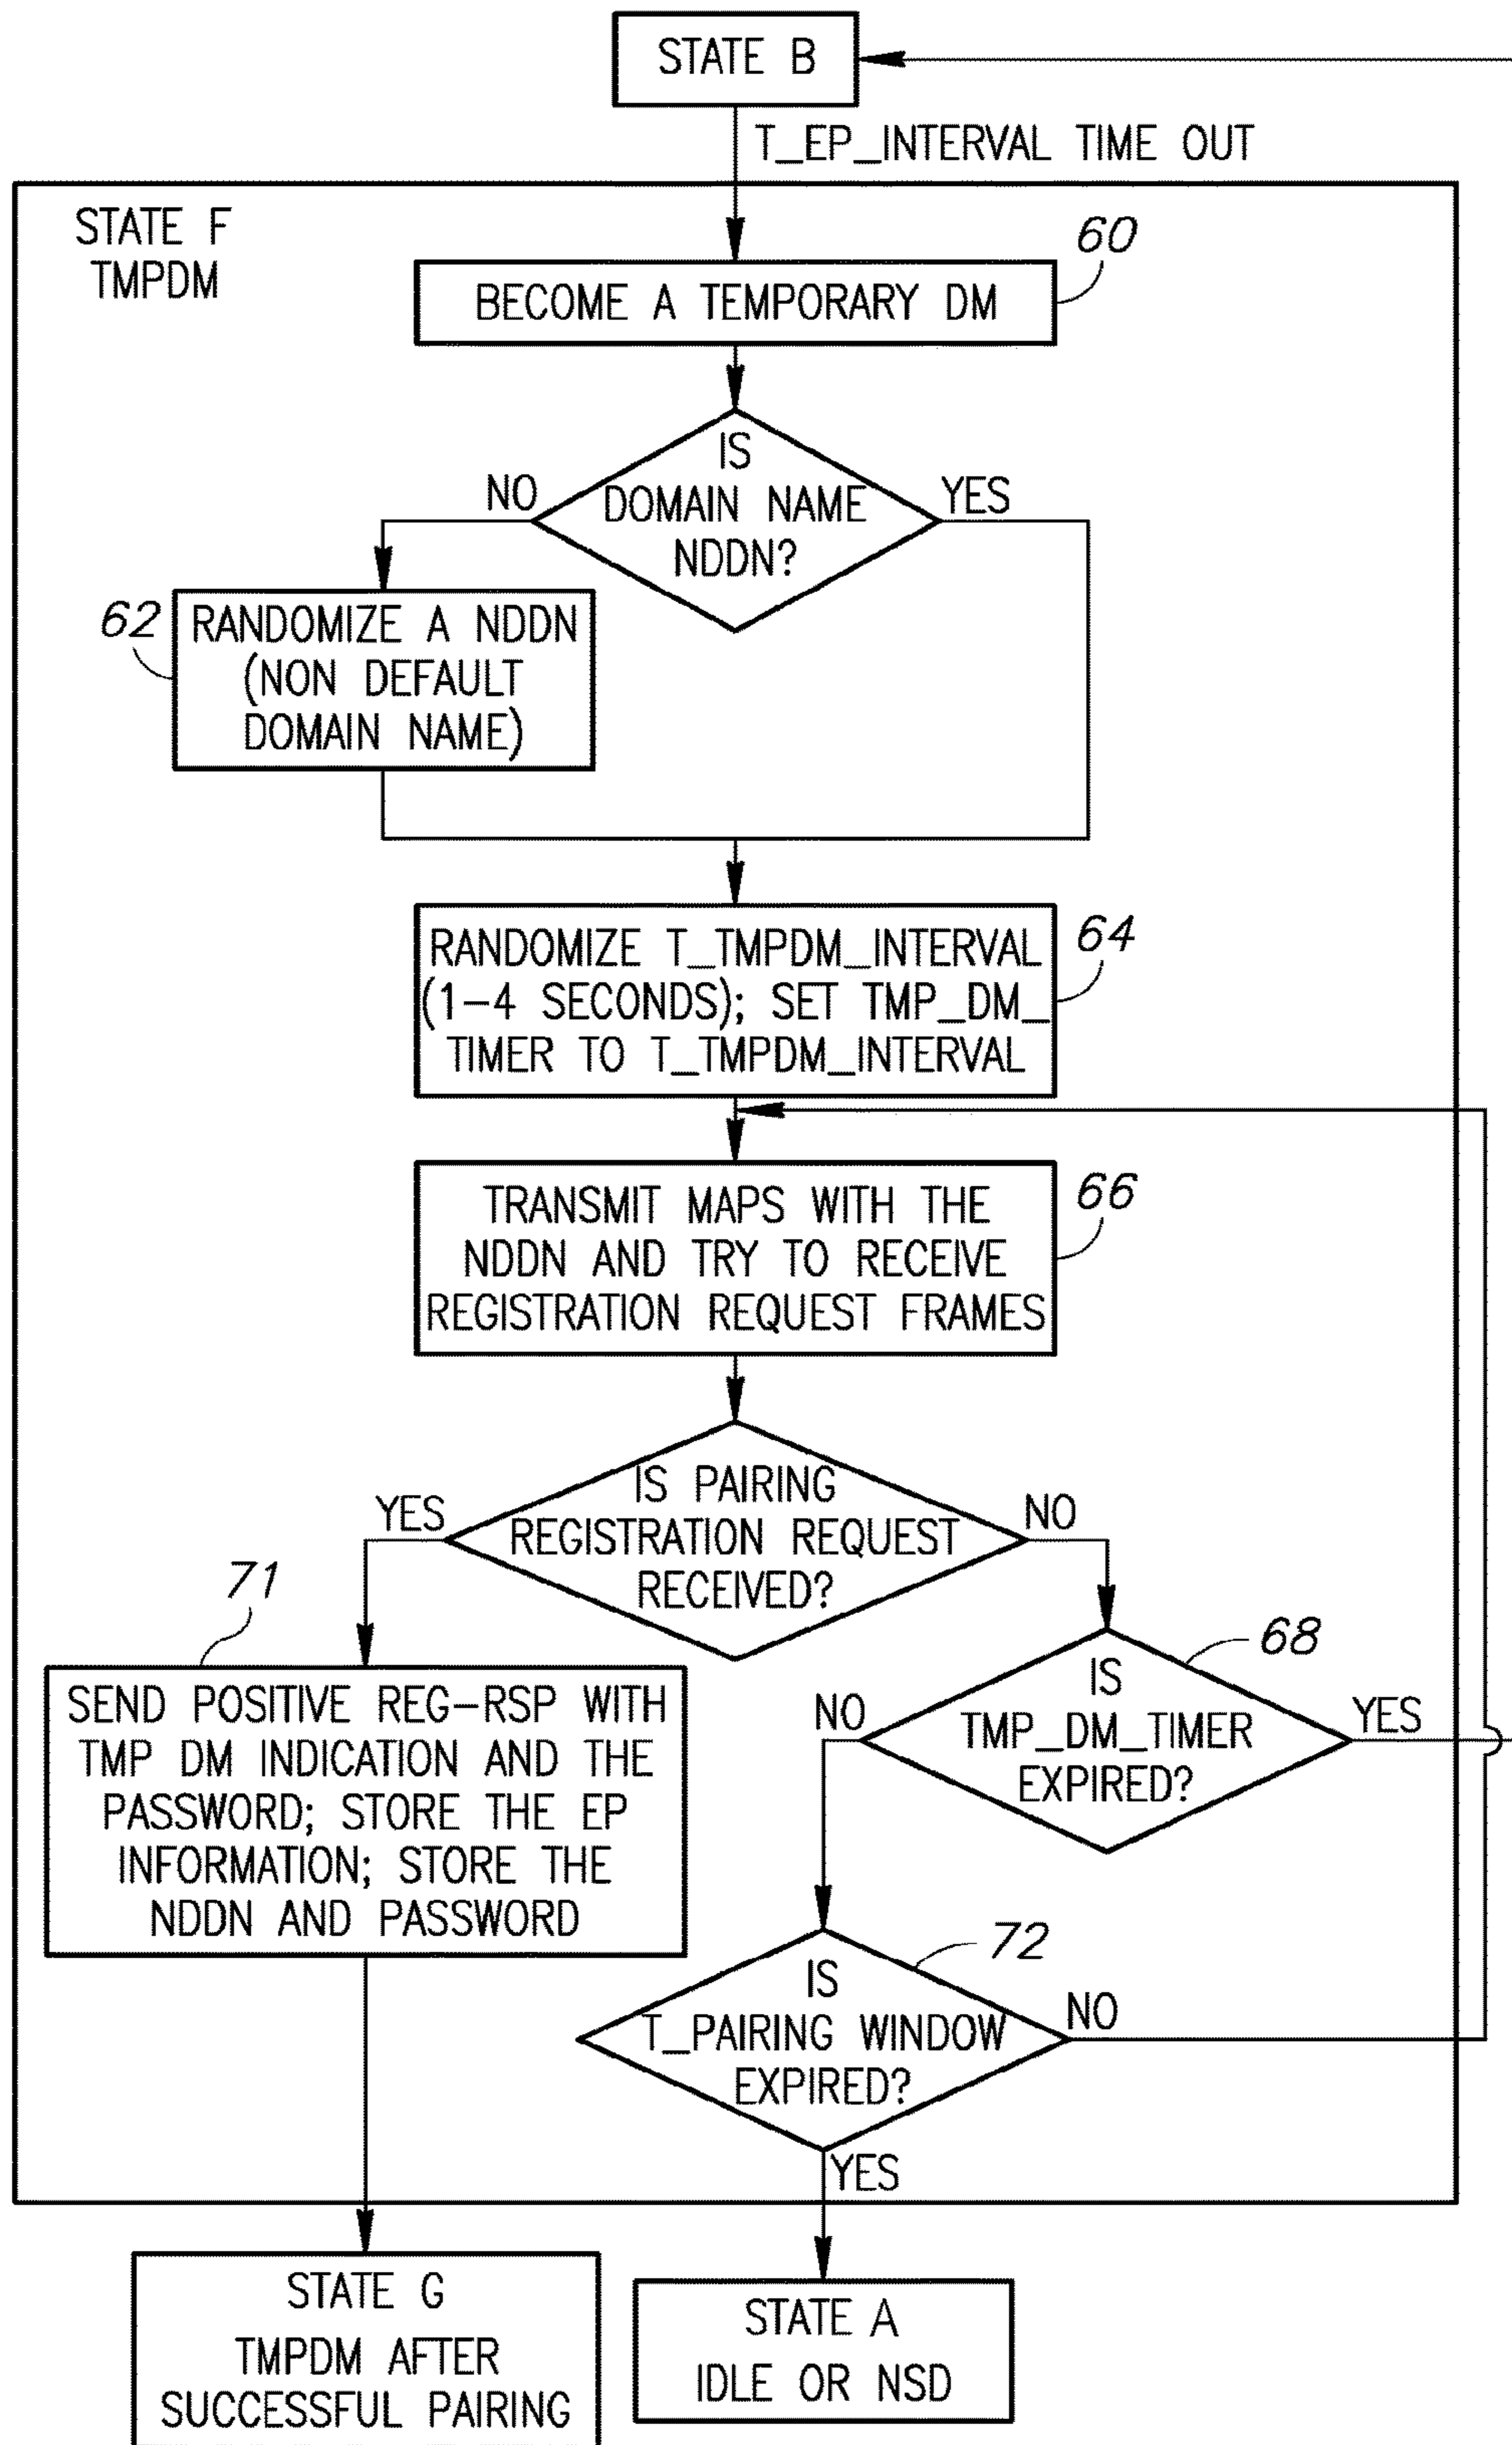 STATE B
T_EP_INTERVAL TIME OUT
STATE F
TMPDM
60
BECOME A TEMPORARY DM
IS
DOMAIN NAME
NDDN?
NO
YES
62
RANDOMIZE A NDDN
(NON DEFAULT
DOMAIN NAME)
64
RANDOMIZE T_TMPDM_INTERVAL
(1-4 SECONDS); SET TMP_DM_
TIMER TO T_TMPDM_INTERVAL
66
TRANSMIT MAPS WITH THE
NDDN AND TRY TO RECEIVE
REGISTRATION REQUEST FRAMES
IS PAIRING
REGISTRATION REQUEST
RECEIVED?
YES
NO
71
SEND POSITIVE REG-RSP WITH
TMP DM INDICATION AND THE
PASSWORD; STORE THE EP
INFORMATION; STORE THE
NDDN AND PASSWORD
68
IS
TMP_DM_TIMER
EXPIRED?
NO
YES
72
IS
T_PAIRING WINDOW
EXPIRED?
NO
YES
STATE G
TMPDM AFTER
SUCCESSFUL PAIRING
STATE A
IDLE OR NSD